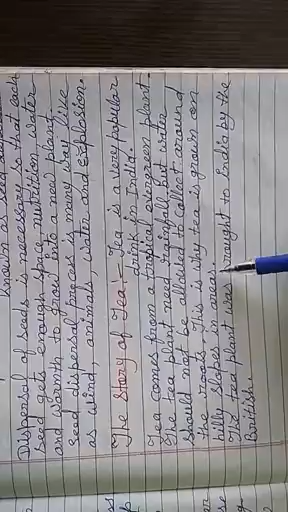 known as seed
Dispersal of seeds is necessary so that each
seed gets enough space, nutrition, water
and warmth to grow into a new plant.
Seed dispersal process is many way like
as wind, animals, water and explosion.
The Story of Tea:- Tea is a very popular
drink in India.
Tea comes from a tropical evergreen plant.
The tea plant need rainfall but water
should not be allowed to collect around
the roots. This is why tea is grown on
hilly slopes in areas
The tea plant was brought to India by the
British.